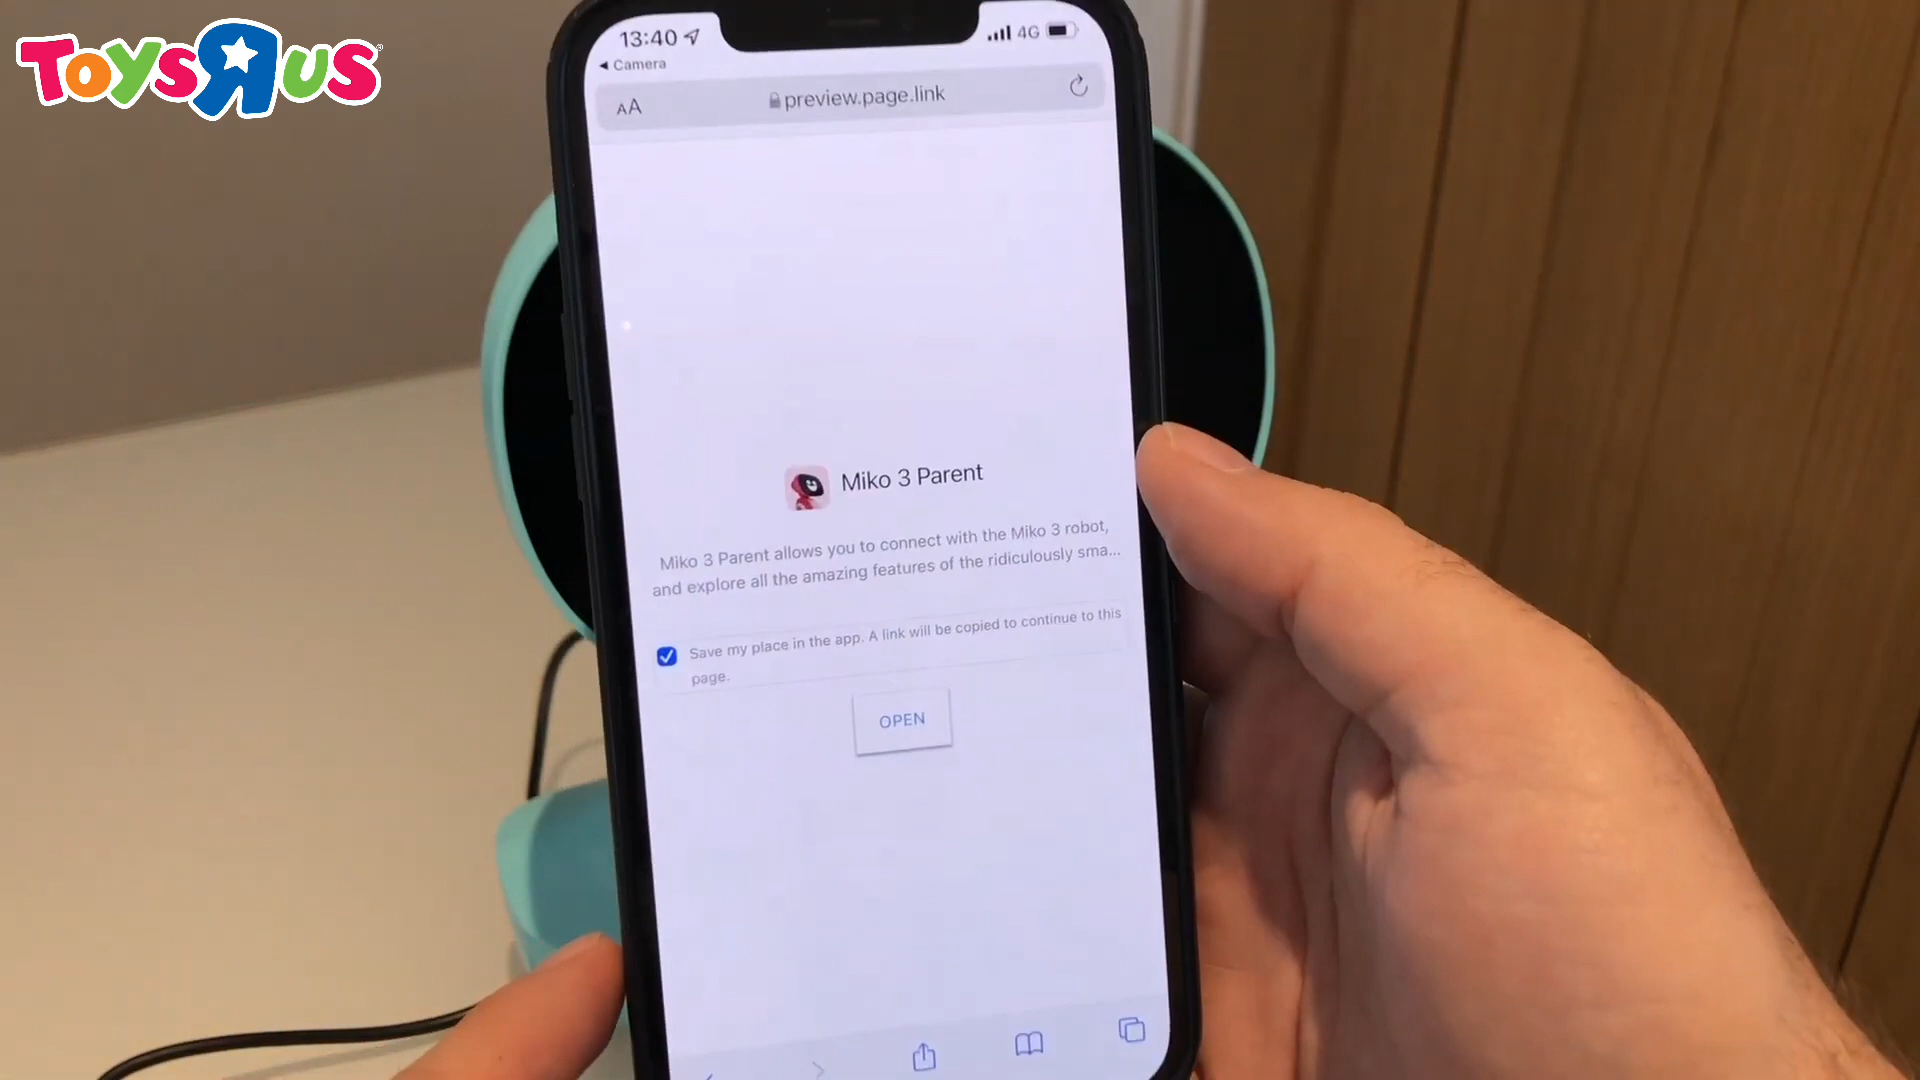 TOYSRUS
13:40
4G
Camera
AA
preview.page.link
Miko 3 Parent
Miko 3 Parent allows you to connect with the Miko 3 robot,
and explore all the amazing features of the ridiculously sma...
Save my place in the app. A link will be copied to continue to this
page.
OPEN